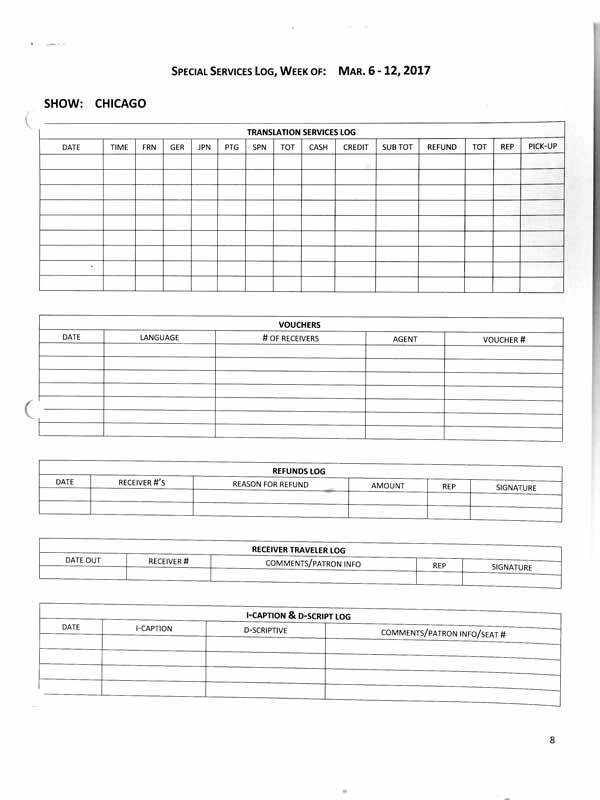 SPECIAL SERVICES LOG, WEEK OF: MAR. 6 - 12, 2017
SHOW: CHICAGO
TRANSLATION SERVICES LOG
DATE TIME FRN GER JPN PTG SPN TOT CASH CREDIT SUB TOT REFUND TOT REP PICK-UP
VOUCHERS
DATE LANGUAGE # OF RECEIVERS AGENT VOUCHER #
REFUNDS LOG
DATE RECEIVER #'S REASON FOR REFUND AMOUNT REP SIGNATURE
RECEIVER TRAVELER LOG
DATE OUT RECEIVER # COMMENTS/PATRON INFO REP SIGNATURE
I-CAPTION & D-SCRIPT LOG
DATE I-CAPTION D-SCRIPTIVE COMMENTS/PATRON INFO/SEAT #
8